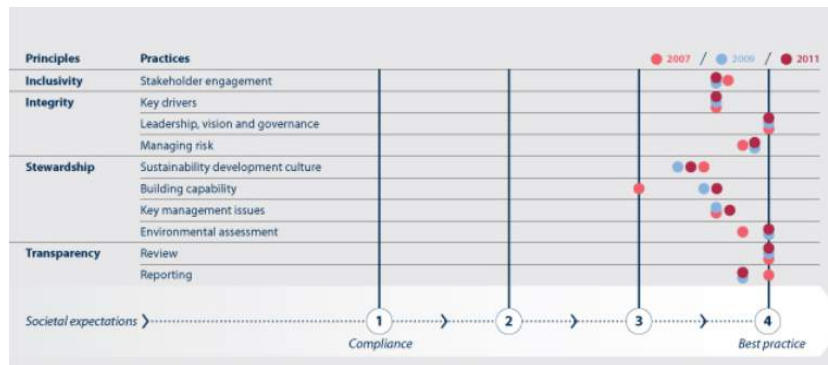 Principles Practices 2007 / 2009 / 2011
Inclusivity Stakeholder engagement
Integrity Key drivers
Leadership, vision and governance
Managing risk
Stewardship Sustainability development culture
Building capability
Key management issues
Environmental assessment
Transparency Review
Reporting
Societal expectations 1 2 3 4
Compliance Best practice